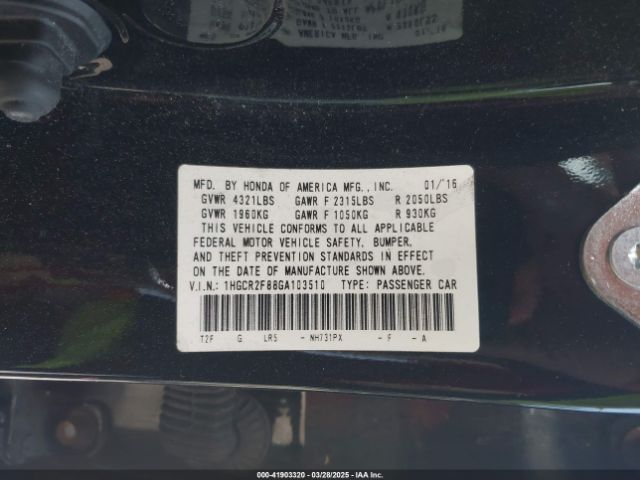 MFD. BY HONDA OF AMERICA MFG., INC. 01/'16
GVWR 4321LBS GAWR F 2315LBS R 2050LBS
GVWR 1960KG GAWR F 1050KG R 930KG
THIS VEHICLE CONFORMS TO ALL APPLICABLE
FEDERAL MOTOR VEHICLE SAFETY, BUMPER,
AND THEFT PREVENTION STANDARDS IN EFFECT
ON THE DATE OF MANUFACTURE SHOWN ABOVE.
V.I.N.: 1HGCR2F88GA103510 TYPE: PASSENGER CAR
T2F G LR5 - NH731PX - F - A
000-41903320 | 03/28/2025 | IAA Inc.